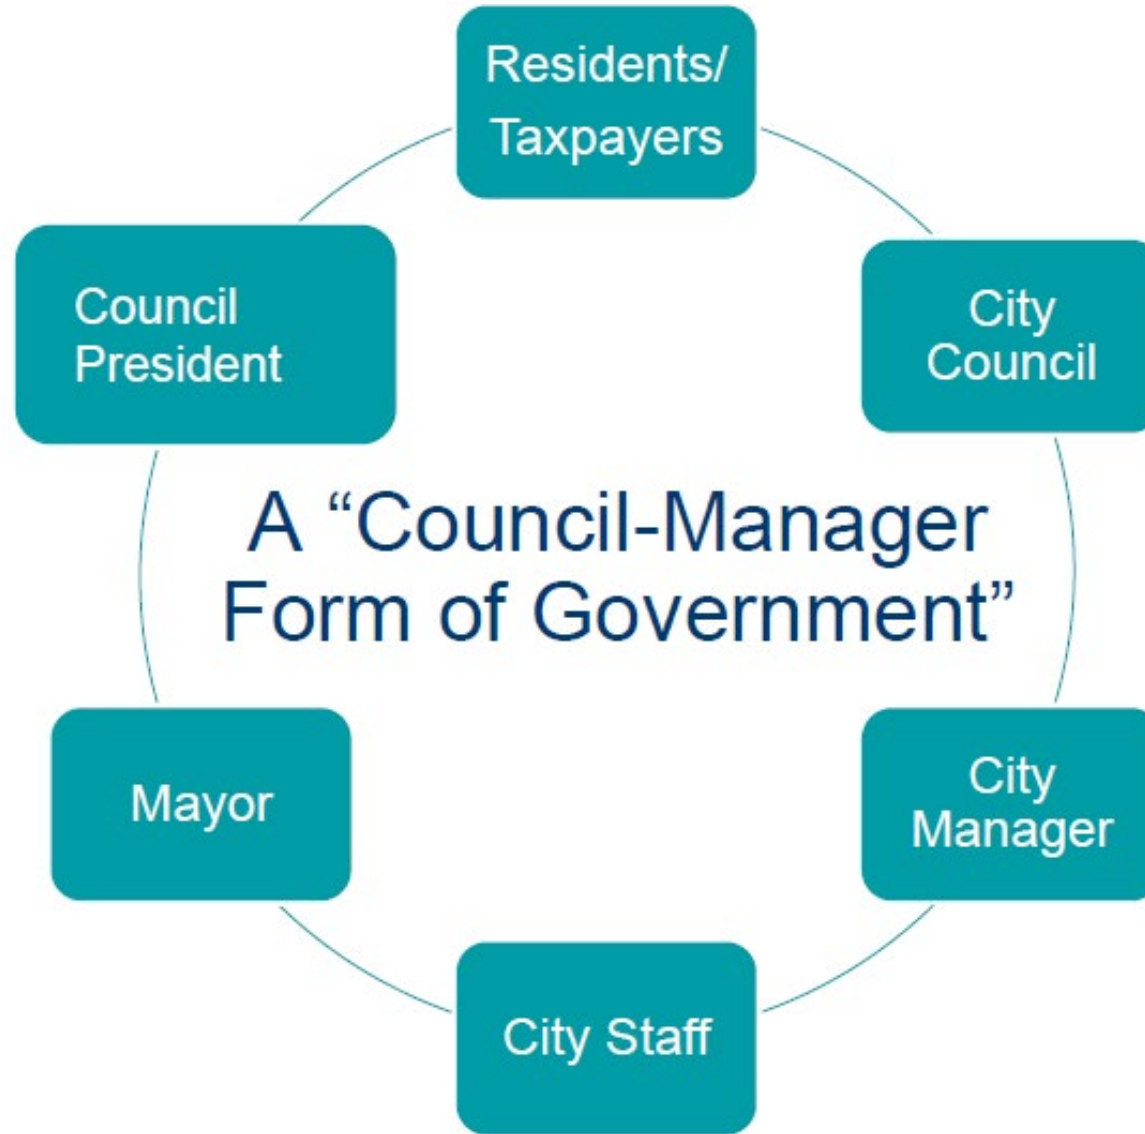 Residents/
Taxpayers
City
Council
City
Manager
City Staff
Mayor
Council
President
A “Council-Manager
Form of Government”